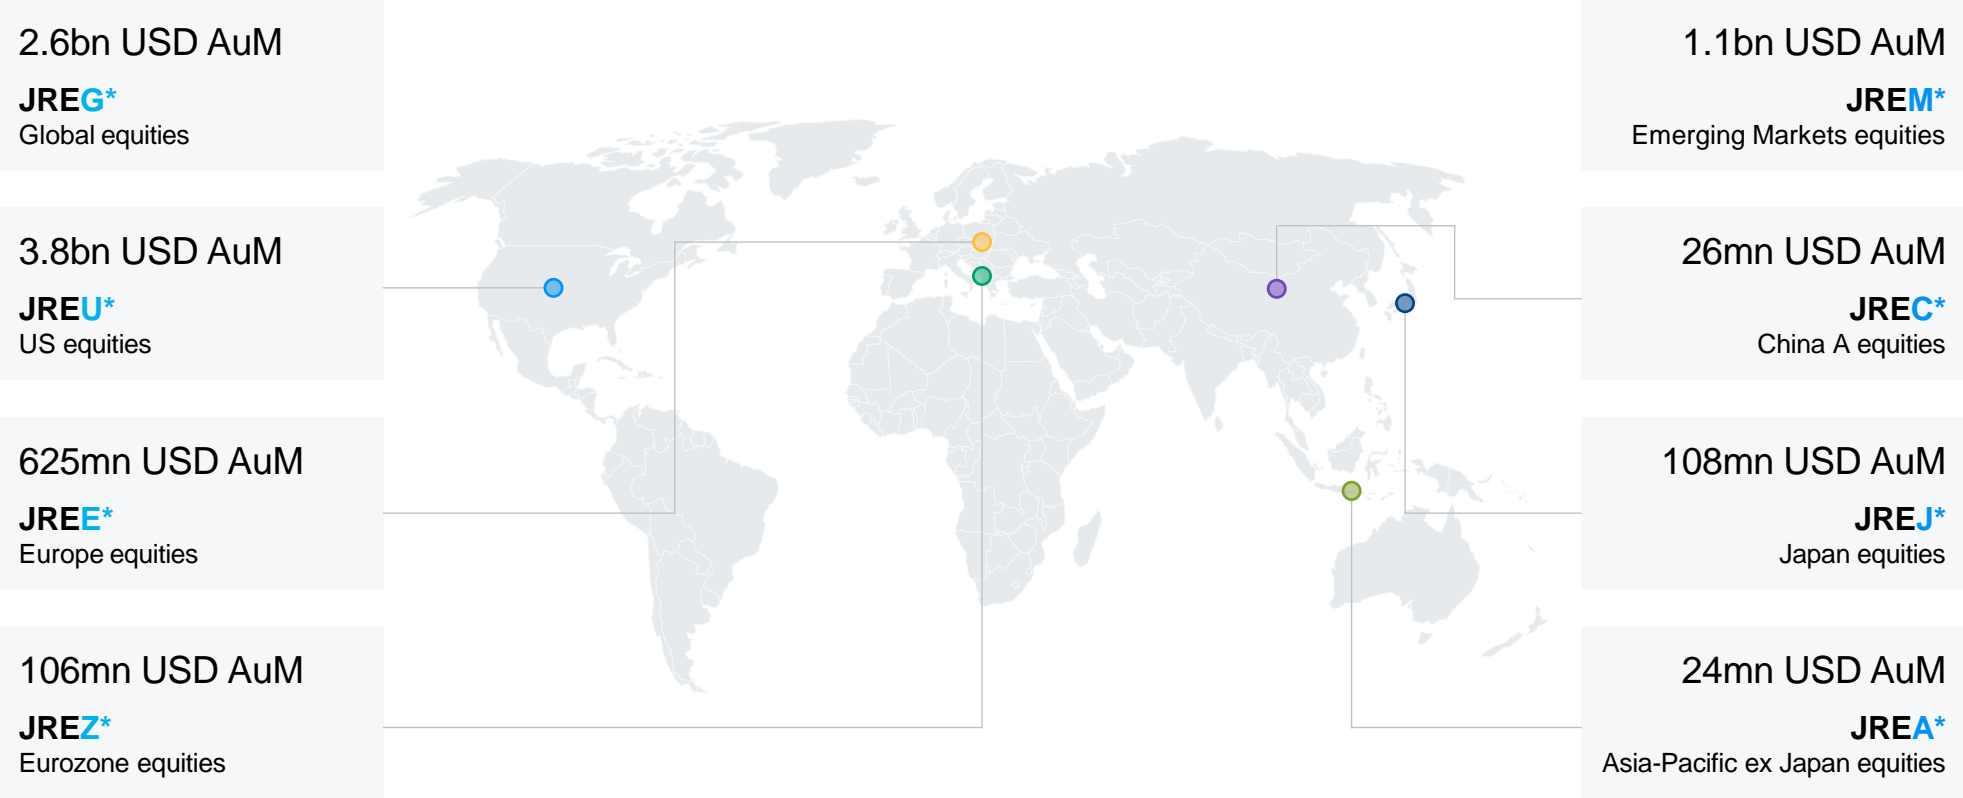 2.6bn USD AuM
JREG*
Global equities
3.8bn USD AuM
JREU*
US equities
625mn USD AuM
JREE*
Europe equities
106mn USD AuM
JREZ*
Eurozone equities
1.1bn USD AuM
JREM*
Emerging Markets equities
26mn USD AuM
JREC*
China A equities
108mn USD AuM
JREJ*
Japan equities
24mn USD AuM
JREA*
Asia-Pacific ex Japan equities